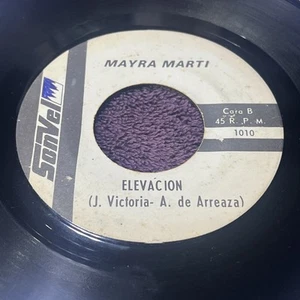 MAYRA MARTI
SonVel
Cara B
45 R.P.M.
1010
ELEVACION
(J. Victoria- A. de Arreaza)